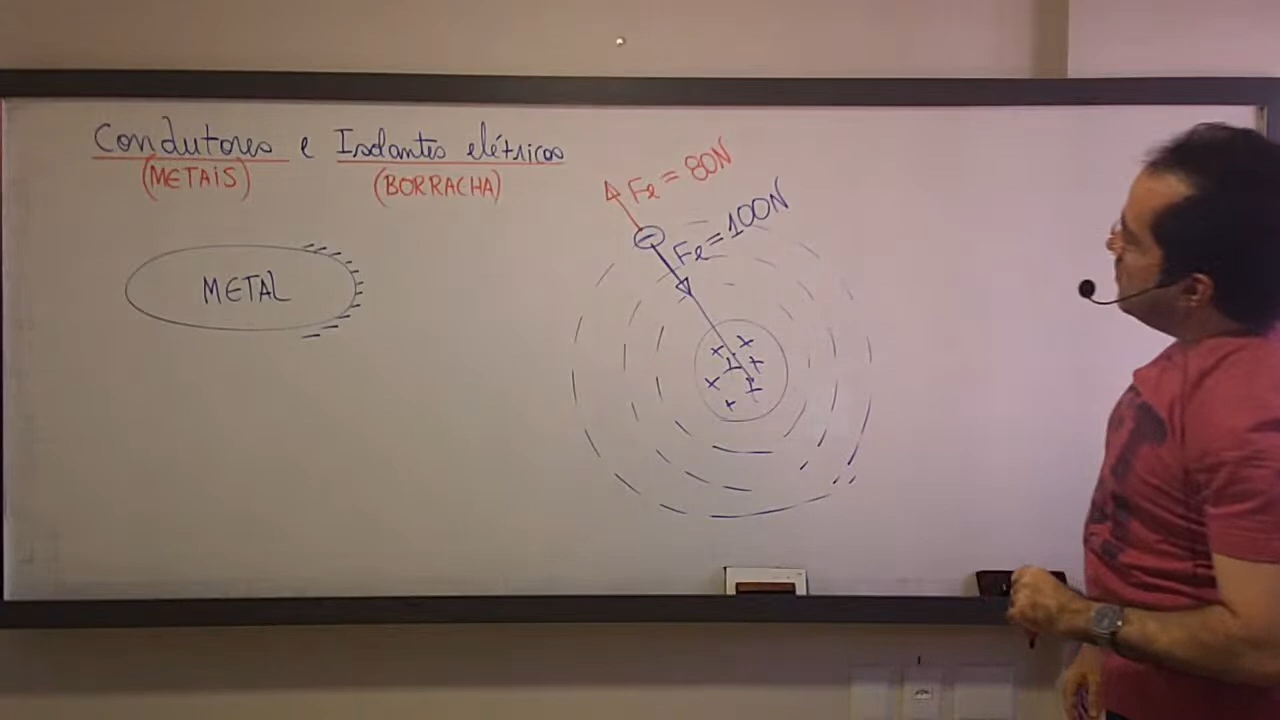 Condutores e Isolantes elétricos
(METAIS) (BORRACHA)
METAL
Fe = 80N
Fe = 100N